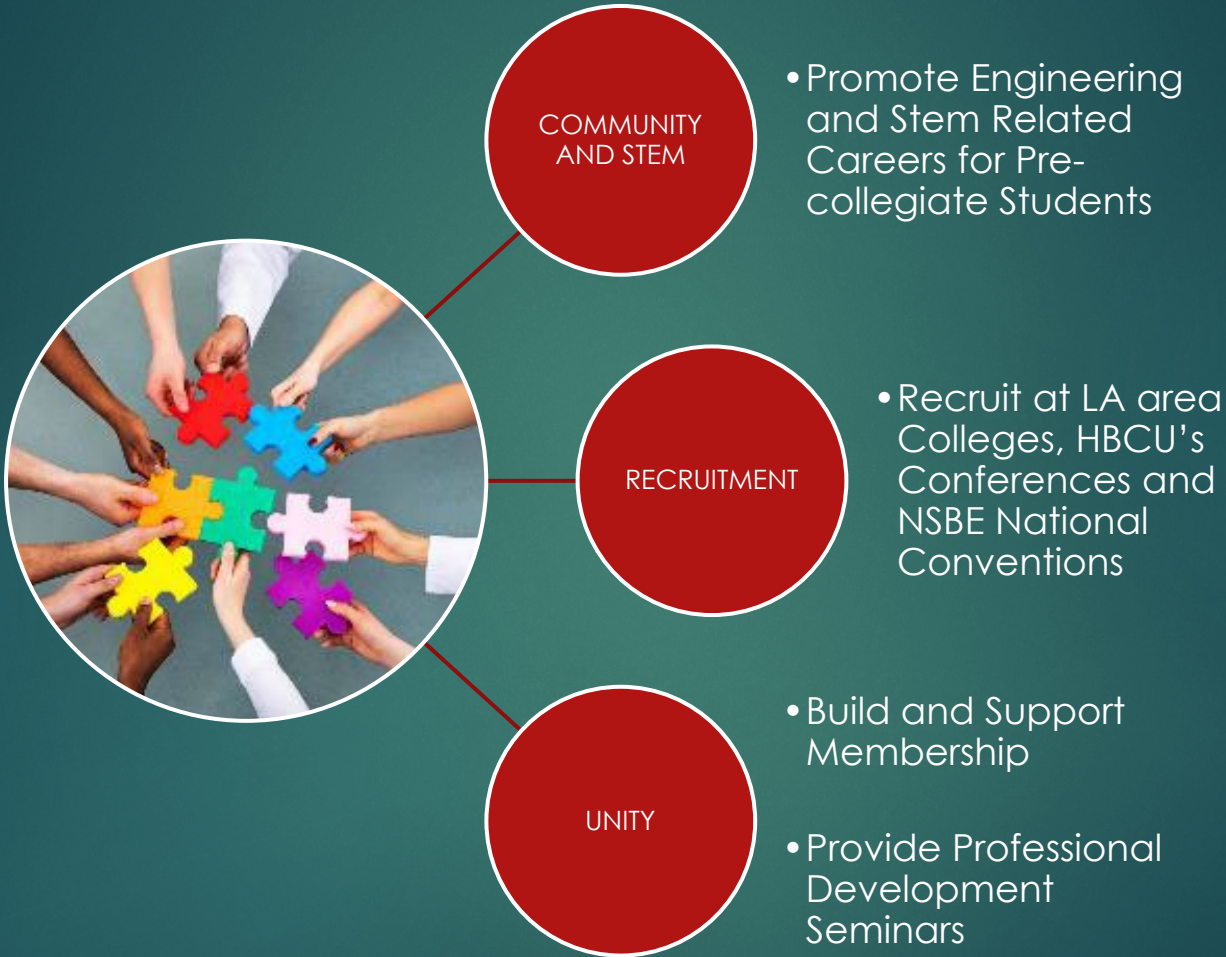 COMMUNITY
AND STEM
•Promote Engineering
and Stem Related
Careers for Pre-
collegiate Students
RECRUITMENT
•Recruit at LA area
Colleges, HBCU’s
Conferences and
NSBE National
Conventions
UNITY
•Build and Support
Membership
•Provide Professional
Development
Seminars